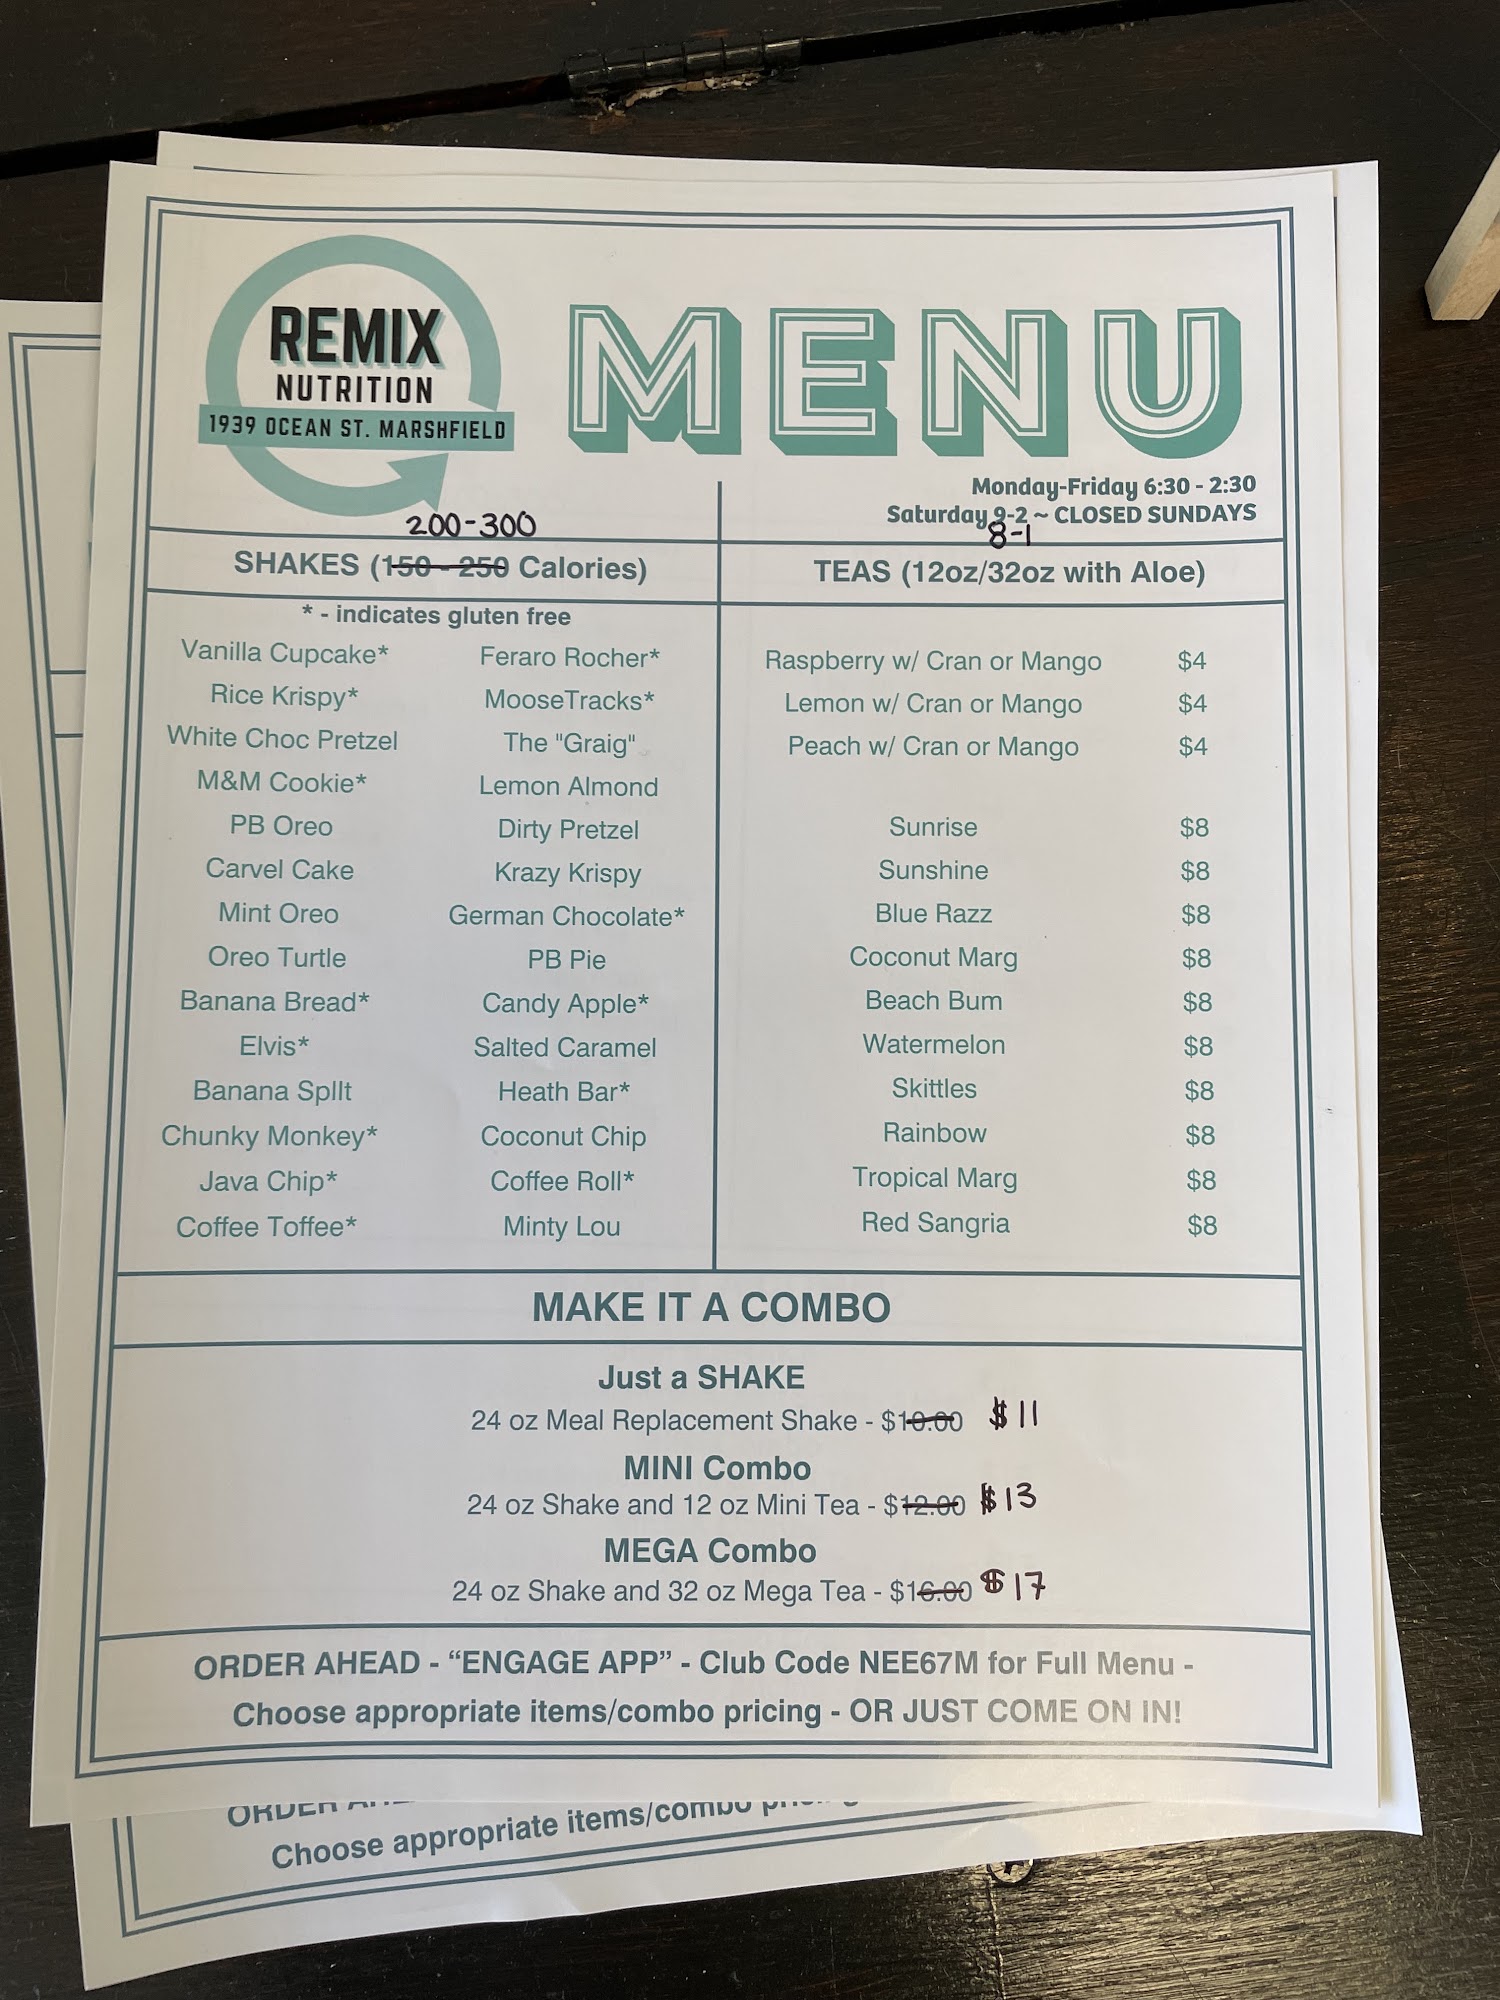 REMIX
NUTRITION
1939 OCEAN ST. MARSHFIELD
MENU
Monday-Friday 6:30 - 2:30
Saturday 9-2 ~ CLOSED SUNDAYS
8-1
200-300
SHAKES (150 - 250 Calories)
* - indicates gluten free
Vanilla Cupcake* Feraro Rocher*
Rice Krispy* MooseTracks*
White Choc Pretzel The "Graig"
M&M Cookie* Lemon Almond
PB Oreo Dirty Pretzel
Carvel Cake Krazy Krispy
Mint Oreo German Chocolate*
Oreo Turtle PB Pie
Banana Bread* Candy Apple*
Elvis* Salted Caramel
Banana SplIt Heath Bar*
Chunky Monkey* Coconut Chip
Java Chip* Coffee Roll*
Coffee Toffee* Minty Lou
TEAS (12oz/32oz with Aloe)
Raspberry w/ Cran or Mango $4
Lemon w/ Cran or Mango $4
Peach w/ Cran or Mango $4
Sunrise $8
Sunshine $8
Blue Razz $8
Coconut Marg $8
Beach Bum $8
Watermelon $8
Skittles $8
Rainbow $8
Tropical Marg $8
Red Sangria $8
MAKE IT A COMBO
Just a SHAKE
24 oz Meal Replacement Shake - $10.00 $11
MINI Combo
24 oz Shake and 12 oz Mini Tea - $12.00 $13
MEGA Combo
24 oz Shake and 32 oz Mega Tea - $16.00 $17
ORDER AHEAD - “ENGAGE APP” - Club Code NEE67M for Full Menu -
Choose appropriate items/combo pricing - OR JUST COME ON IN!
ORDER
Choose appropriate items/combo